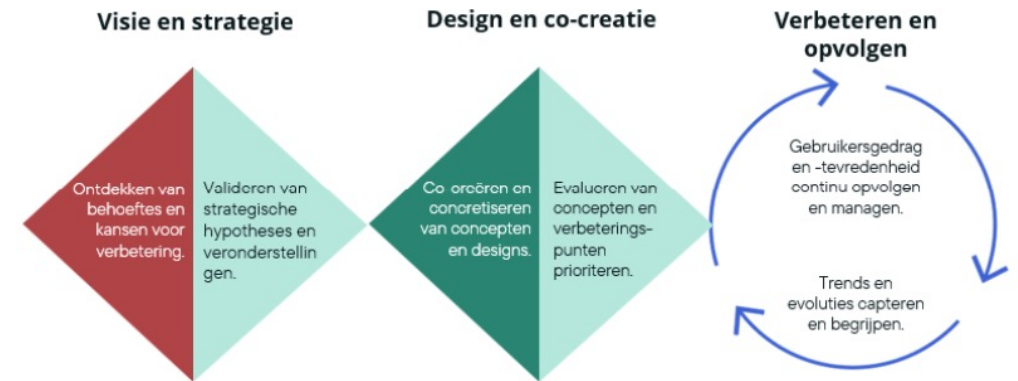 Visie en strategie
Ontdekken van
behoeftes en
kansen voor
verbetering.
Valideren van
strategische
hypotheses en
veronderstellin
gen.
Design en co-creatie
Co-creëren en
concretiseren
van concepten
en designs.
Evalueren van
concepten en
verbeterings-
punten
prioriteren.
Verbeteren en
opvolgen
Gebruikersgedrag
en -tevredenheid
continu opvolgen
en managen.
Trends en
evoluties capteren
en begrijpen.